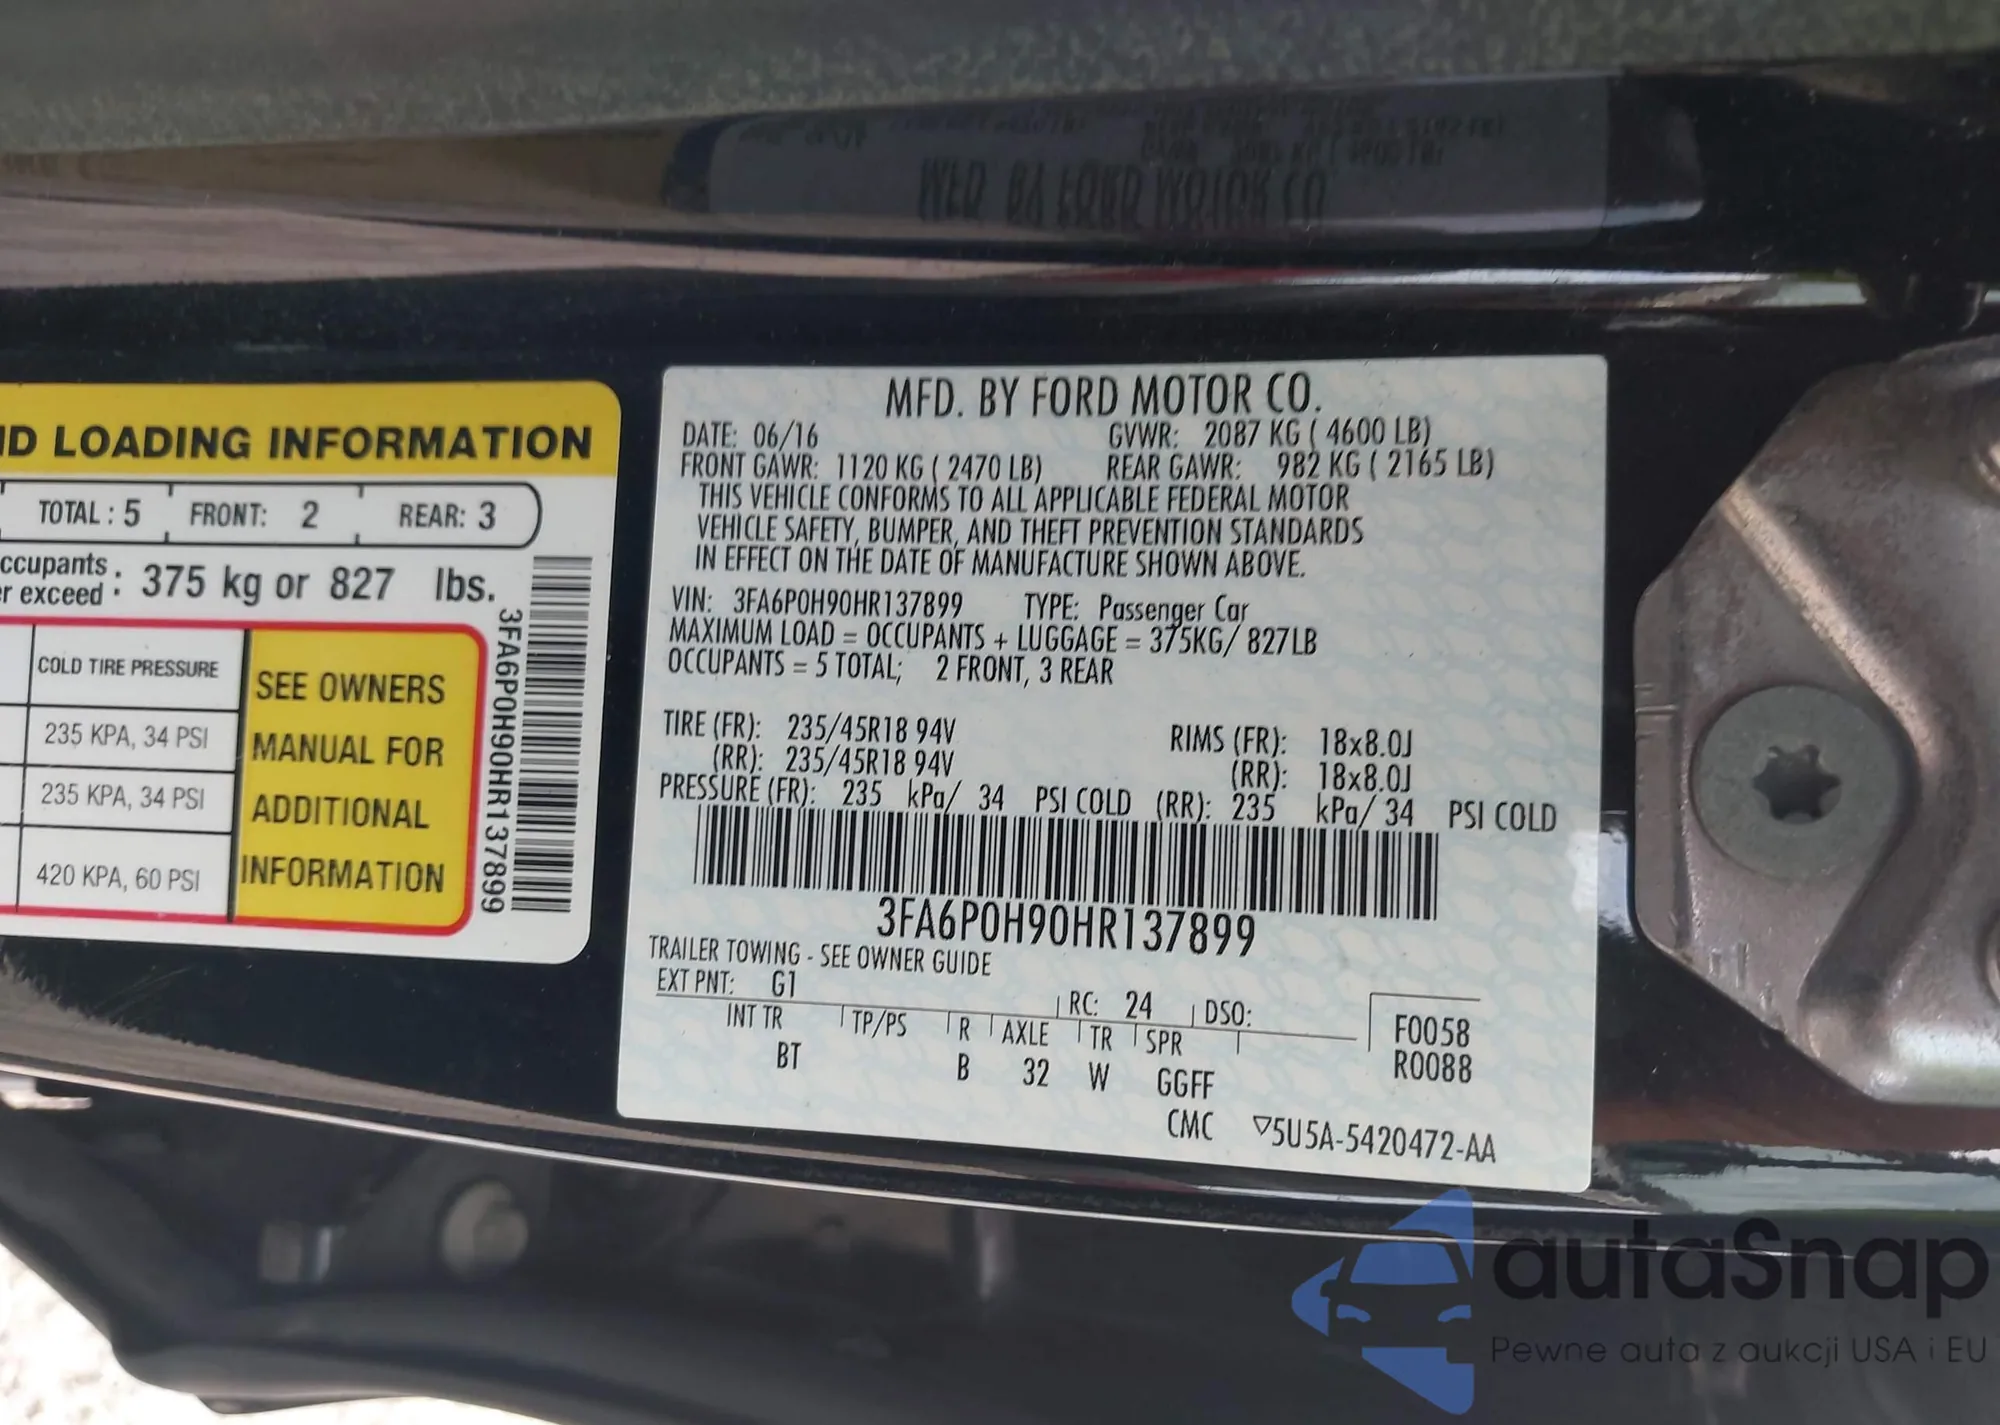 ND LOADING INFORMATION
TOTAL : 5 FRONT: 2 REAR: 3
ccupants
r exceed : 375 kg or 827 lbs.
COLD TIRE PRESSURE
235 KPA, 34 PSI
235 KPA, 34 PSI
420 KPA, 60 PSI
SEE OWNERS
MANUAL FOR
ADDITIONAL
INFORMATION
3FA6P0H90HR137899
MFD. BY FORD MOTOR CO.
DATE: 06/16 GVWR: 2087 KG ( 4600 LB)
FRONT GAWR: 1120 KG ( 2470 LB) REAR GAWR: 982 KG ( 2165 LB)
THIS VEHICLE CONFORMS TO ALL APPLICABLE FEDERAL MOTOR
VEHICLE SAFETY, BUMPER, AND THEFT PREVENTION STANDARDS
IN EFFECT ON THE DATE OF MANUFACTURE SHOWN ABOVE.
VIN: 3FA6P0H90HR137899 TYPE: Passenger Car
MAXIMUM LOAD = OCCUPANTS + LUGGAGE = 375KG/ 827LB
OCCUPANTS = 5 TOTAL; 2 FRONT, 3 REAR
TIRE (FR): 235/45R18 94V RIMS (FR): 18x8.0J
(RR): 235/45R18 94V (RR): 18x8.0J
PRESSURE (FR): 235 kPa/ 34 PSI COLD (RR): 235 kPa/ 34 PSI COLD
3FA6P0H90HR137899
TRAILER TOWING - SEE OWNER GUIDE
EXT PNT: G1 RC: 24 DSO:
INT TR TP/PS R AXLE TR SPR F0058
BT B 32 W GGFF R0088
CMC ▽5U5A-5420472-AA
autaSnap
Pewne auta z aukcji USA i EU